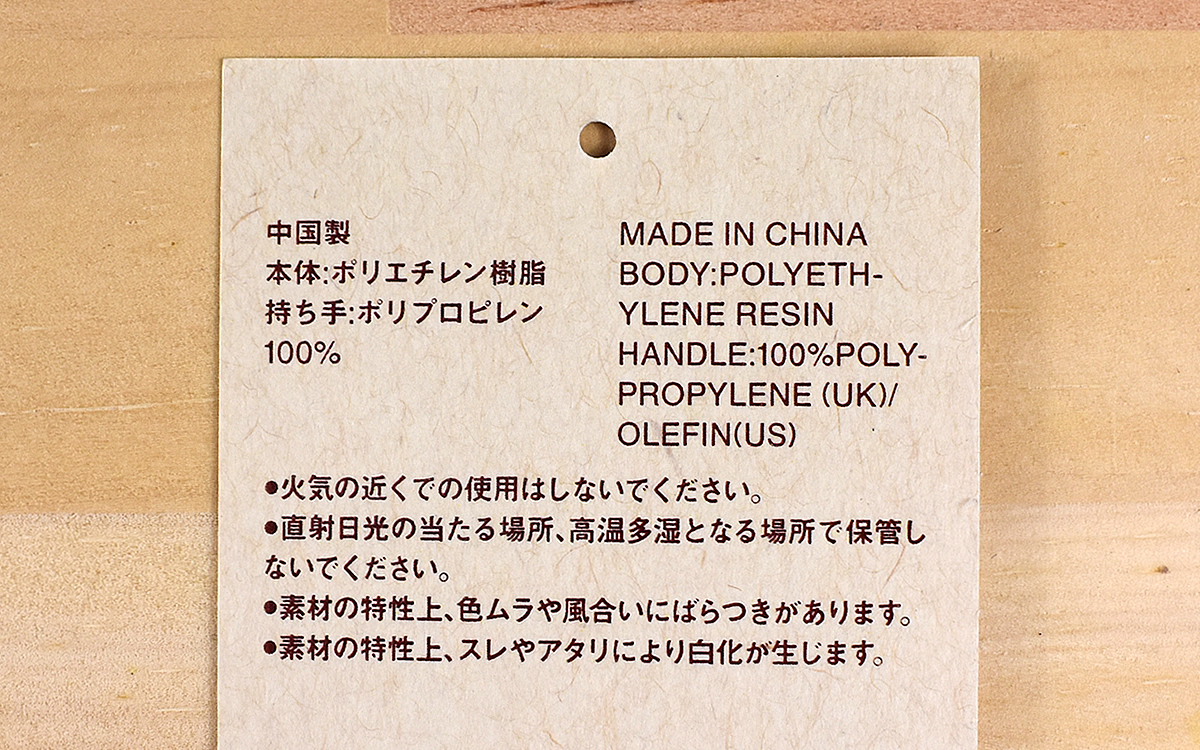 中国製
本体:ポリエチレン樹脂
持ち手:ポリプロピレン
100%
MADE IN CHINA
BODY:POLYETH-
YLENE RESIN
HANDLE:100%POLY-
PROPYLENE (UK)/
OLEFIN(US)
●火気の近くでの使用はしないでください。
●直射日光の当たる場所、高温多湿となる場所で保管し
ないでください。
●素材の特性上、色ムラや風合いにばらつきがあります。
●素材の特性上、スレやアタリにより白化が生じます。